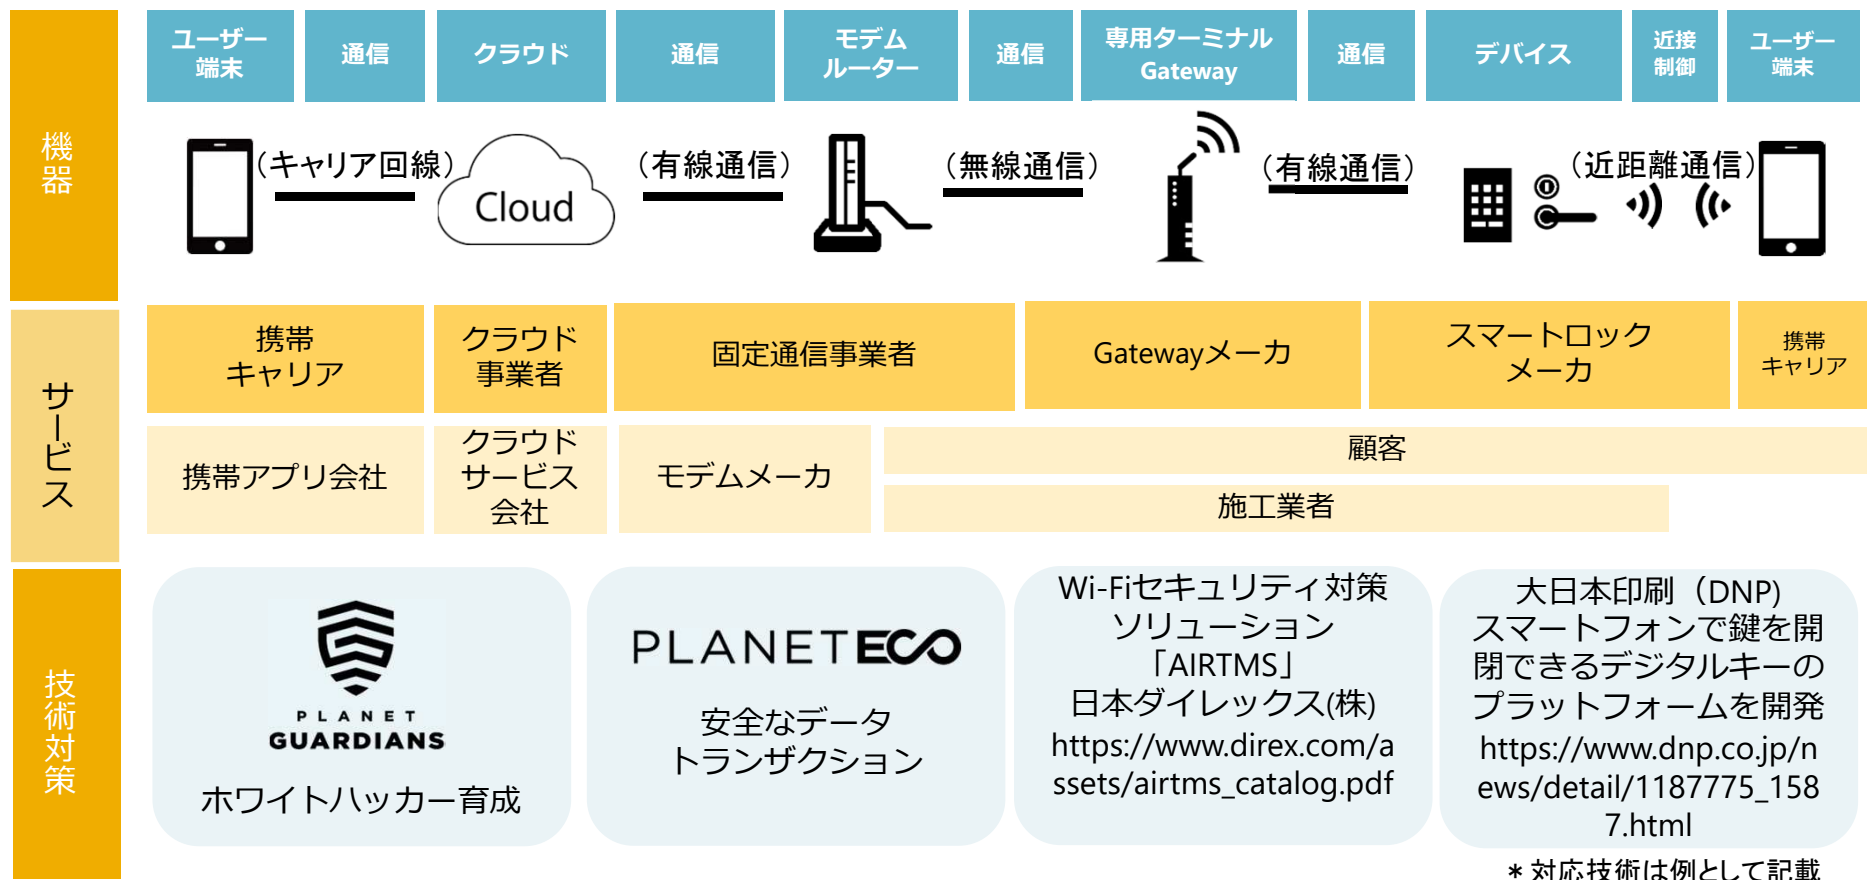 機器
ユーザー
端末
通信
クラウド
通信
モデム
ルーター
通信
専用ターミナル
Gateway
通信
デバイス
近接
制御
ユーザー
端末
（キャリア回線）
Cloud
（有線通信）
（無線通信）
（有線通信）
（近距離通信）
サービス
携帯
キャリア
クラウド
事業者
固定通信事業者
Gatewayメーカ
スマートロック
メーカ
携帯
キャリア
携帯アプリ会社
クラウド
サービス
会社
モデムメーカ
顧客
施工業者
技術対策
PLANET
GUARDIANS
ホワイトハッカー育成
PLANETECO
安全なデータ
トランザクション
Wi-Fiセキュリティ対策
ソリューション
「AIRTMS」
日本ダイレックス(株)
https://www.direx.com/a
ssets/airtms_catalog.pdf
大日本印刷（DNP)
スマートフォンで鍵を開
閉できるデジタルキーの
プラットフォームを開発
https://www.dnp.co.jp/n
ews/detail/1187775_158
7.html
＊対応技術は例として記載